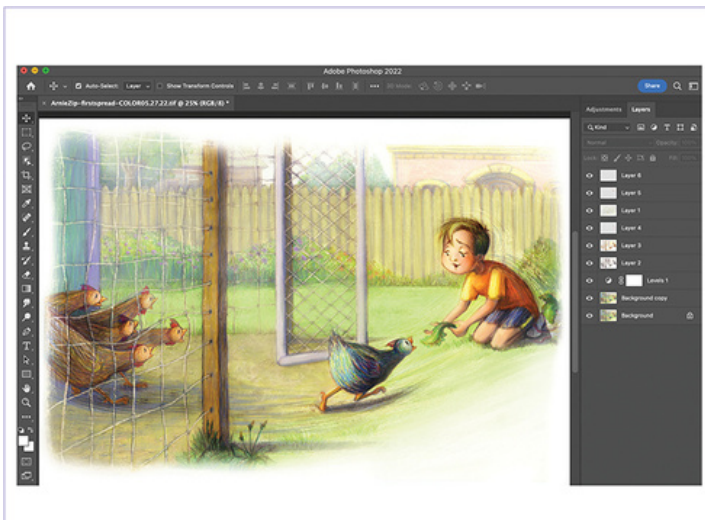 Adobe Photoshop 2022
Auto-Select: Layer Show Transform Controls 3D Mode: Share
× ArnieZip-firstspread-COLOR05.27.22.tif @ 25% (RGB/8) *
Adjustments Layers
Kind
Normal Opacity:
Lock: Fill:
Layer 6
Layer 5
Layer 1
Layer 4
Layer 3
Layer 2
Levels 1
Background copy
Background